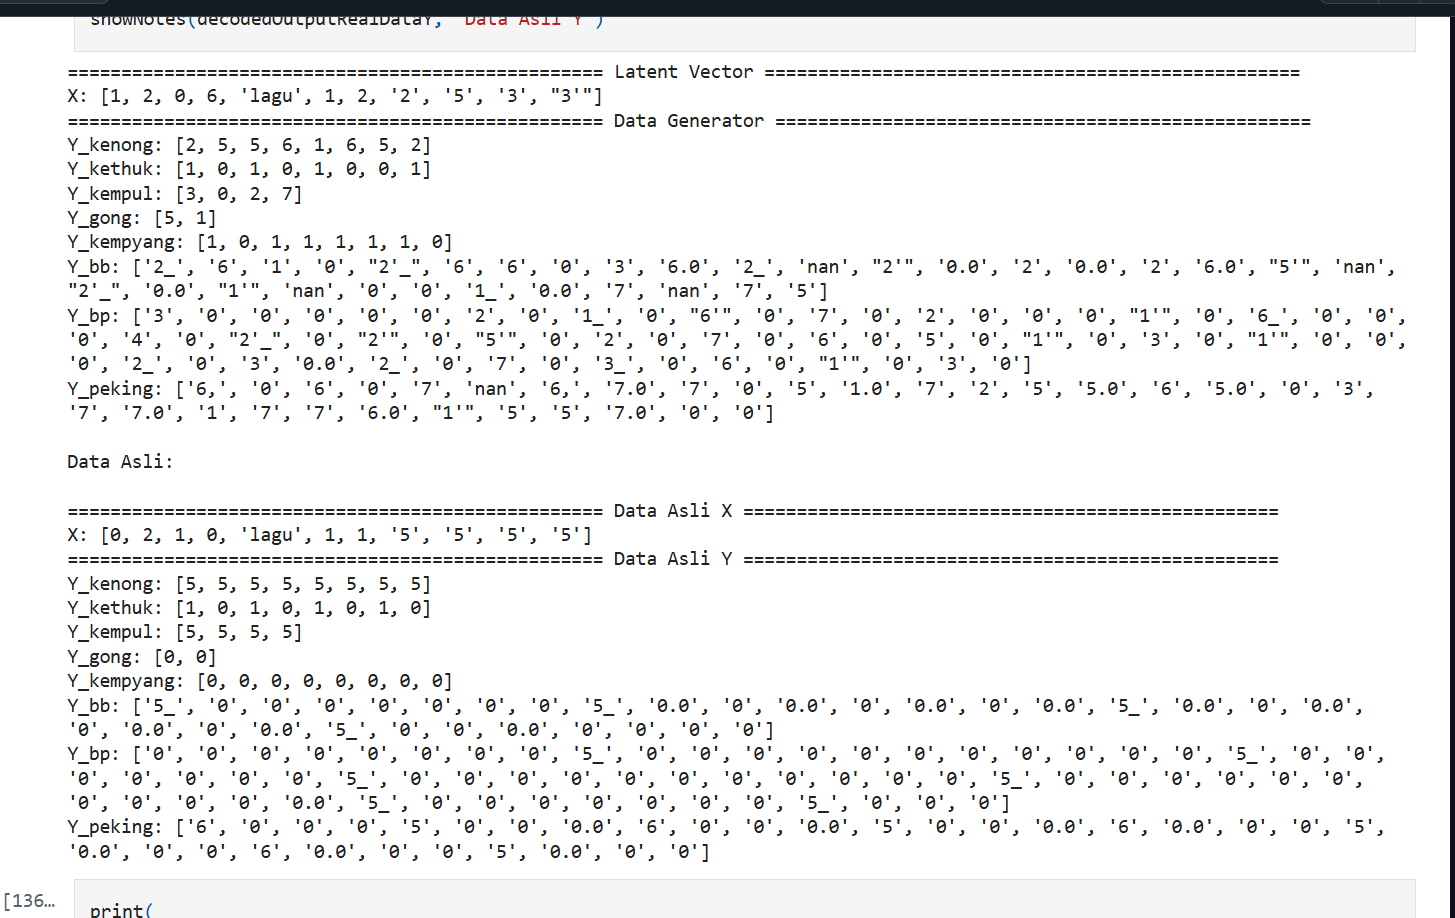 showNotes(decodedOutputRealDataY, "Data Asli Y")
================================================== Latent Vector ==================================================
X: [1, 2, 0, 6, 'lagu', 1, 2, '2', '5', '3', "3'"]
================================================== Data Generator ==================================================
Y_kenong: [2, 5, 5, 6, 1, 6, 5, 2]
Y_kethuk: [1, 0, 1, 0, 1, 0, 0, 1]
Y_kempul: [3, 0, 2, 7]
Y_gong: [5, 1]
Y_kempyang: [1, 0, 1, 1, 1, 1, 1, 0]
Y_bb: ['2_', '6', '1', '0', "2'_", '6', '6', '0', '3', '6.0', '2_', 'nan', "2'", '0.0', '2', '0.0', '2', '6.0', "5'", 'nan',
"2'_", '0.0', "1'", 'nan', '0', '0', '1_', '0.0', '7', 'nan', '7', '5']
Y_bp: ['3', '0', '0', '0', '0', '0', '2', '0', '1_', '0', "6'", '0', '7', '0', '2', '0', '0', '0', "1'", '0', '6_', '0', '0',
'0', '4', '0', "2'_", '0', "2'", '0', "5'", '0', '2', '0', '7', '0', '6', '0', '5', '0', "1'", '0', '3', '0', "1'", '0', '0',
'0', '2_', '0', '3', '0.0', '2_', '0', '7', '0', '3_', '0', '6', '0', "1'", '0', '3', '0']
Y_peking: ['6,', '0', '6', '0', '7', 'nan', '6,', '7.0', '7', '0', '5', '1.0', '7', '2', '5', '5.0', '6', '5.0', '0', '3',
'7', '7.0', '1', '7', '7', '6.0', "1'", '5', '5', '7.0', '0', '0']
Data Asli:
================================================== Data Asli X ==================================================
X: [0, 2, 1, 0, 'lagu', 1, 1, '5', '5', '5', '5']
================================================== Data Asli Y ==================================================
Y_kenong: [5, 5, 5, 5, 5, 5, 5, 5]
Y_kethuk: [1, 0, 1, 0, 1, 0, 1, 0]
Y_kempul: [5, 5, 5, 5]
Y_gong: [0, 0]
Y_kempyang: [0, 0, 0, 0, 0, 0, 0, 0]
Y_bb: ['5_', '0', '0', '0', '0', '0', '0', '0', '5_', '0.0', '0', '0.0', '0', '0.0', '0', '0.0', '5_', '0.0', '0', '0.0',
'0', '0.0', '0', '0.0', '5_', '0', '0', '0.0', '0', '0', '0', '0']
Y_bp: ['0', '0', '0', '0', '0', '0', '0', '0', '5_', '0', '0', '0', '0', '0', '0', '0', '0', '0', '0', '0', '5_', '0', '0',
'0', '0', '0', '0', '0', '5_', '0', '0', '0', '0', '0', '0', '0', '0', '0', '0', '0', '5_', '0', '0', '0', '0', '0', '0',
'0', '0', '0', '0', '0.0', '5_', '0', '0', '0', '0', '0', '0', '0', '5_', '0', '0', '0']
Y_peking: ['6', '0', '0', '0', '5', '0', '0', '0.0', '6', '0', '0', '0.0', '5', '0', '0', '0.0', '6', '0.0', '0', '0', '5',
'0.0', '0', '0', '6', '0.0', '0', '0', '5', '0.0', '0', '0']
[136…
print(